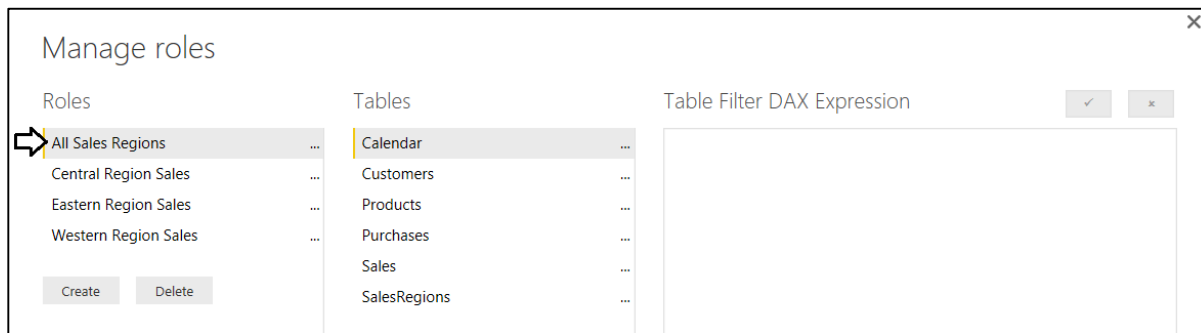 Manage roles
Roles
Tables
Table Filter DAX Expression
All Sales Regions ...
Calendar ...
Central Region Sales ...
Customers ...
Eastern Region Sales ...
Products ...
Western Region Sales ...
Purchases ...
Sales ...
Create
Delete
SalesRegions ...